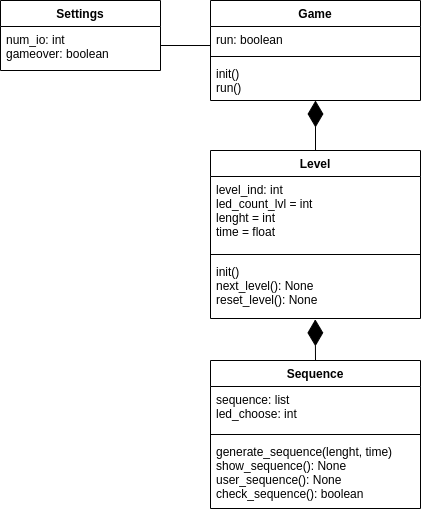 Settings
num_io: int
gameover: boolean
Game
run: boolean
init()
run()
Level
level_ind: int
led_count_lvl = int
lenght = int
time = float
init()
next_level(): None
reset_level(): None
Sequence
sequence: list
led_choose: int
generate_sequence(lenght, time)
show_sequence(): None
user_sequence(): None
check_sequence(): boolean